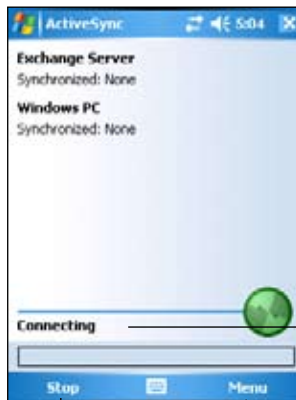 ActiveSync 5:04
Exchange Server
Synchronized: None
Windows PC
Synchronized: None
Connecting
Stop Menu